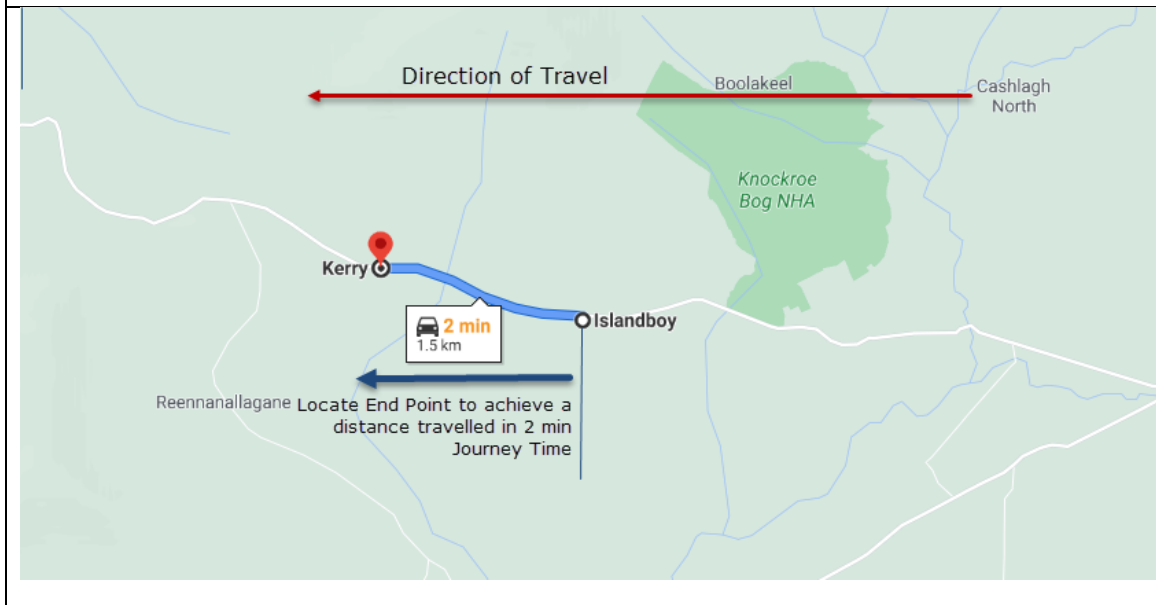 Direction of Travel
Boolakeel
Cashlagh
North
Knockroe
Bog NHA
Kerry
Islandboy
2 min
1.5 km
Reennanallagane
Locate End Point to achieve a
distance travelled in 2 min
Journey Time